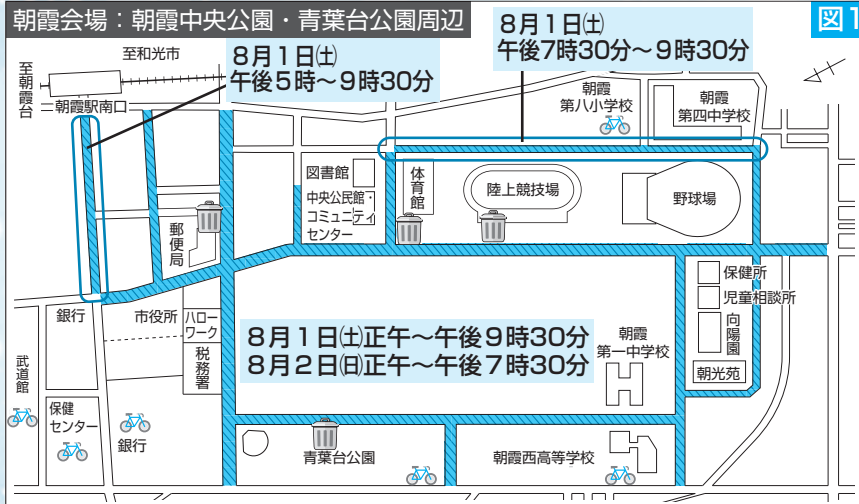 朝霞会場：朝霞中央公園・青葉台公園周辺
図1
至和光市
8月1日㈯
午後5時～9時30分
8月1日㈯
午後7時30分～9時30分
至朝霞台
朝霞駅南口
朝霞
第八小学校
朝霞
第四中学校
図書館
中央公民館・
コミュニティ
センター
体育館
陸上競技場
野球場
郵便局
保健所
児童相談所
向陽園
朝光苑
銀行
市役所
ハロー
ワーク
税務署
8月1日㈯正午～午後9時30分
8月2日㈰正午～午後7時30分
朝霞
第一中学校
武道館
保健
センター
銀行
青葉台公園
朝霞西高等学校